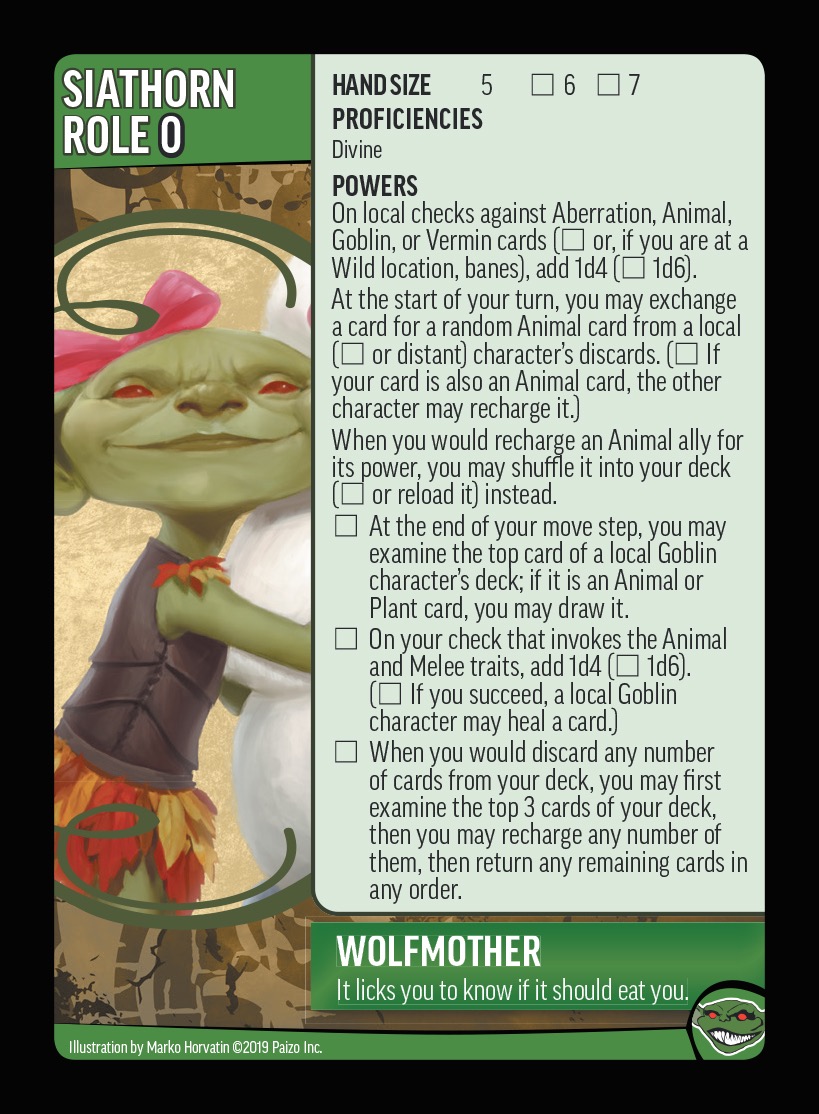 SIATHORN
ROLE O
HAND SIZE 5 ☐ 6 ☐ 7
PROFICIENCIES
Divine
POWERS
On local checks against Aberration, Animal,
Goblin, or Vermin cards (☐ or, if you are at a
Wild location, banes), add 1d4 (☐ 1d6).
At the start of your turn, you may exchange
a card for a random Animal card from a local
(☐ or distant) character's discards. (☐ If
your card is also an Animal card, the other
character may recharge it.)
When you would recharge an Animal ally for
its power, you may shuffle it into your deck
(☐ or reload it) instead.
☐ At the end of your move step, you may
examine the top card of a local Goblin
character's deck; if it is an Animal or
Plant card, you may draw it.
☐ On your check that invokes the Animal
and Melee traits, add 1d4 (☐ 1d6).
(☐ If you succeed, a local Goblin
character may heal a card.)
☐ When you would discard any number
of cards from your deck, you may first
examine the top 3 cards of your deck,
then you may recharge any number of
them, then return any remaining cards in
any order.
WOLFMOTHER
It licks you to know if it should eat you.
Illustration by Marko Horvatin ©2019 Paizo Inc.